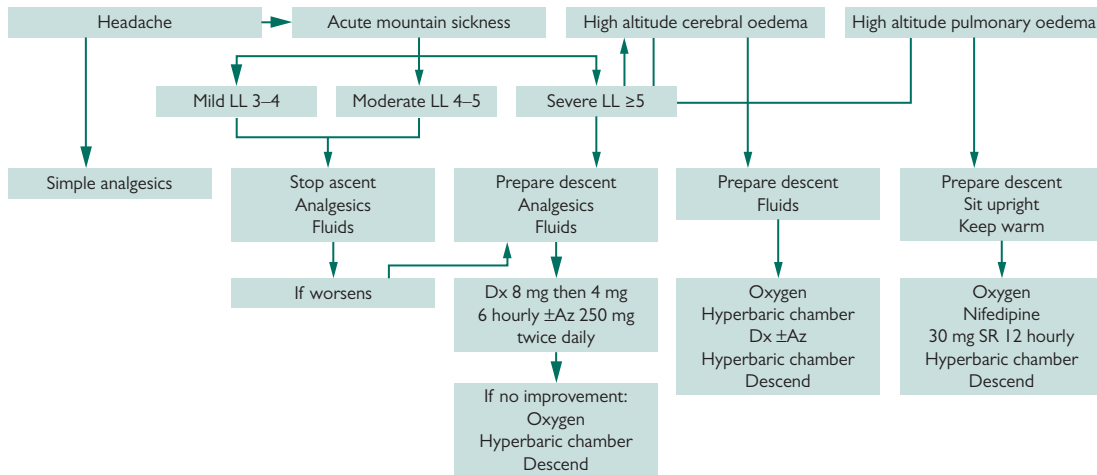 Headache
Acute mountain sickness
High altitude cerebral oedema
High altitude pulmonary oedema
Mild LL 3–4
Moderate LL 4–5
Severe LL ≥5
Simple analgesics
Stop ascent
Analgesics
Fluids
Prepare descent
Analgesics
Fluids
Prepare descent
Fluids
Prepare descent
Sit upright
Keep warm
If worsens
Dx 8 mg then 4 mg
6 hourly ±Az 250 mg
twice daily
Oxygen
Hyperbaric chamber
Dx ±Az
Hyperbaric chamber
Descend
Oxygen
Nifedipine
30 mg SR 12 hourly
Hyperbaric chamber
Descend
If no improvement:
Oxygen
Hyperbaric chamber
Descend